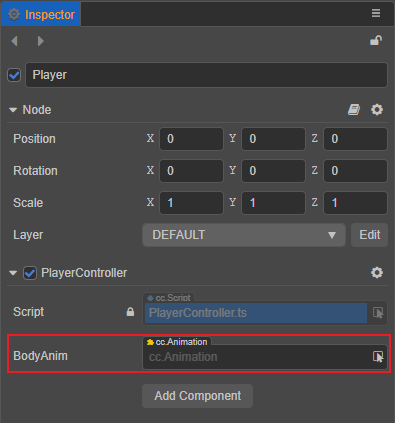 Inspector
Player
Node
Position X 0 Y 0 Z 0
Rotation X 0 Y 0 Z 0
Scale X 1 Y 1 Z 1
Layer DEFAULT Edit
PlayerController
cc.Script
Script PlayerController.ts
cc.Animation
BodyAnim cc.Animation
Add Component